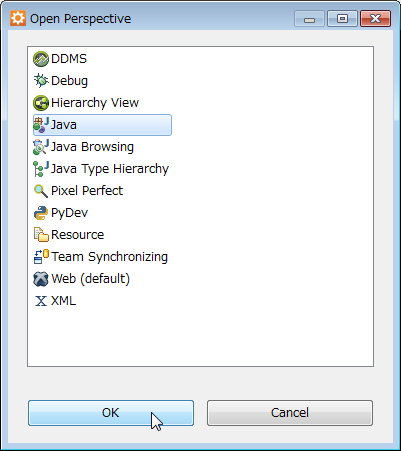 Open Perspective
DDMS
Debug
Hierarchy View
Java
Java Browsing
Java Type Hierarchy
Pixel Perfect
PyDev
Resource
Team Synchronizing
Web (default)
XML
OK
Cancel